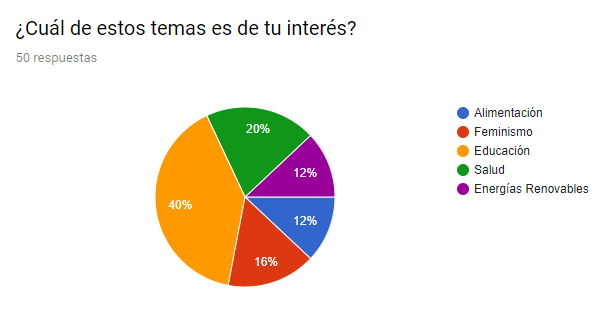 ¿Cuál de estos temas es de tu interés?
50 respuestas
20%
12%
40%
12%
16%
Alimentación
Feminismo
Educación
Salud
Energías Renovables